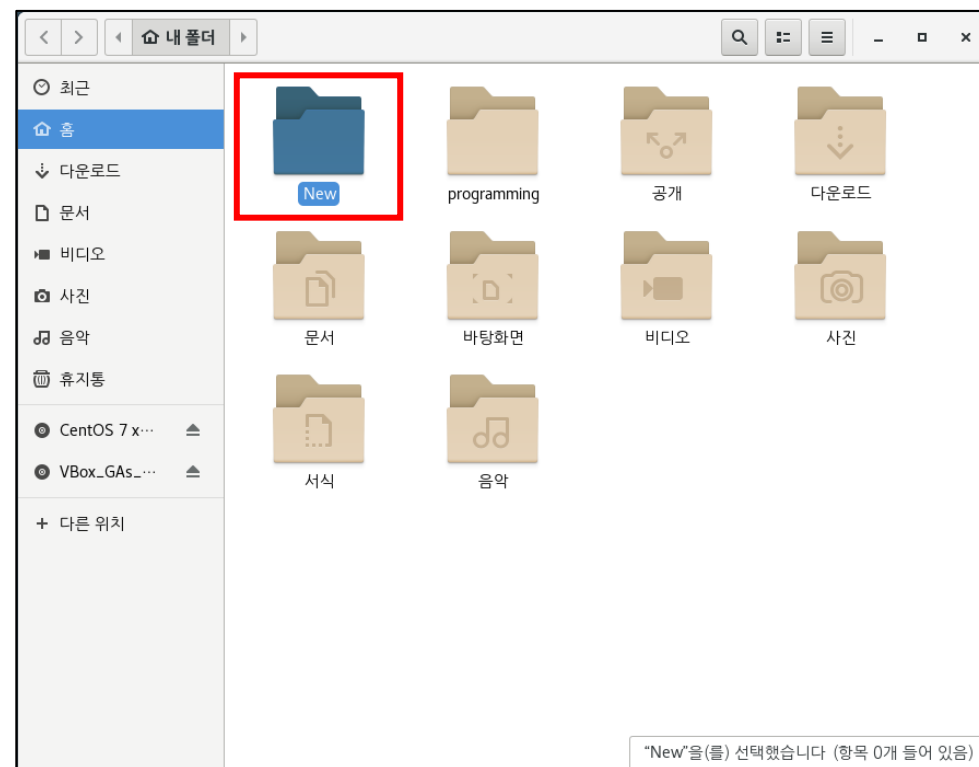 내 폴더
최근
홈
다운로드
문서
비디오
사진
음악
휴지통
CentOS 7 x…
VBox_GAs_…
+ 다른 위치
New
programming
공개
다운로드
문서
바탕화면
비디오
사진
서식
음악
“New”을(를) 선택했습니다 (항목 0개 들어 있음)